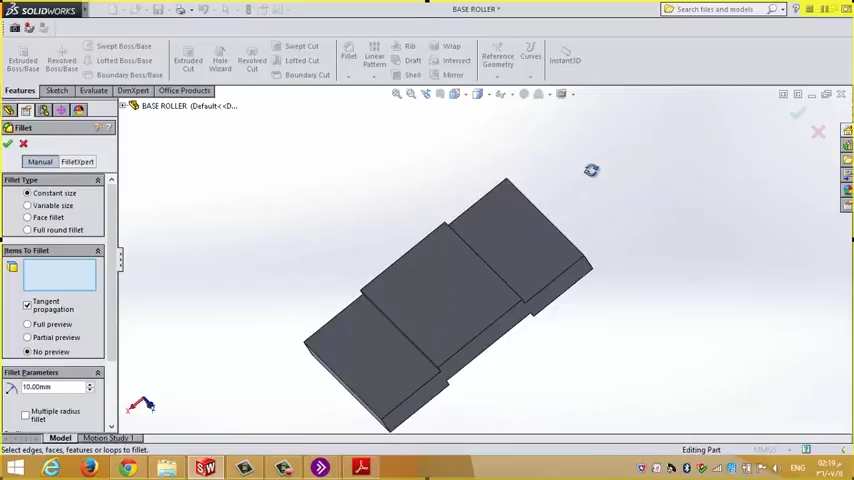 SOLIDWORKS
BASE ROLLER *
Search files and models
Extruded Boss/Base
Revolved Boss/Base
Swept Boss/Base
Lofted Boss/Base
Boundary Boss/Base
Extruded Cut
Hole Wizard
Revolved Cut
Swept Cut
Lofted Cut
Boundary Cut
Fillet
Linear Pattern
Rib
Draft
Shell
Wrap
Intersect
Mirror
Reference Geometry
Curves
Instant3D
Features Sketch Evaluate DimXpert Office Products
BASE ROLLER (Default<<D...
Fillet
Manual FilletXpert
Fillet Type
Constant size
Variable size
Face fillet
Full round fillet
Items To Fillet
Tangent propagation
Full preview
Partial preview
No preview
Fillet Parameters
10.00mm
Multiple radius fillet
Model Motion Study 1
Select edges, faces, features or loops to fillet.
Editing Part
MMGS
ENG
02:19 م